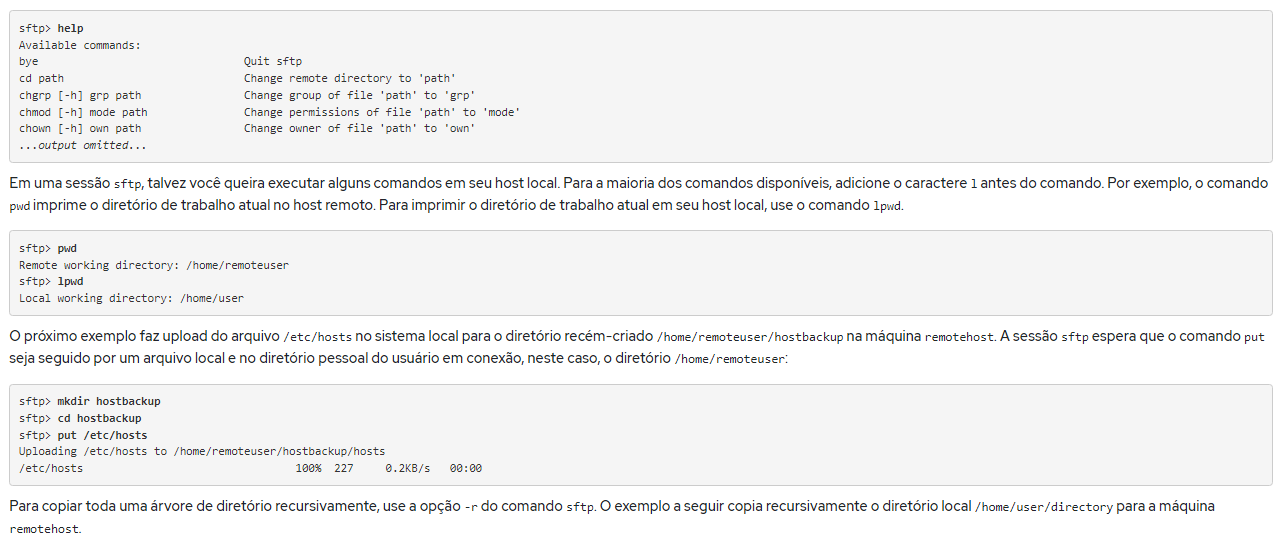 sftp> help
Available commands:
bye                                Quit sftp
cd path                            Change remote directory to 'path'
chgrp [-h] grp path                Change group of file 'path' to 'grp'
chmod [-h] mode path               Change permissions of file 'path' to 'mode'
chown [-h] own path                Change owner of file 'path' to 'own'
...output omitted...
Em uma sessão sftp, talvez você queira executar alguns comandos em seu host local. Para a maioria dos comandos disponíveis, adicione o caractere l antes do comando. Por exemplo, o comando
pwd imprime o diretório de trabalho atual no host remoto. Para imprimir o diretório de trabalho atual em seu host local, use o comando lpwd.
sftp> pwd
Remote working directory: /home/remoteuser
sftp> lpwd
Local working directory: /home/user
O próximo exemplo faz upload do arquivo /etc/hosts no sistema local para o diretório recém-criado /home/remoteuser/hostbackup na máquina remotehost. A sessão sftp espera que o comando put
seja seguido por um arquivo local e no diretório pessoal do usuário em conexão, neste caso, o diretório /home/remoteuser:
sftp> mkdir hostbackup
sftp> cd hostbackup
sftp> put /etc/hosts
Uploading /etc/hosts to /home/remoteuser/hostbackup/hosts
/etc/hosts                                 100%  227     0.2KB/s   00:00
Para copiar toda uma árvore de diretório recursivamente, use a opção -r do comando sftp. O exemplo a seguir copia recursivamente o diretório local /home/user/directory para a máquina
remotehost.